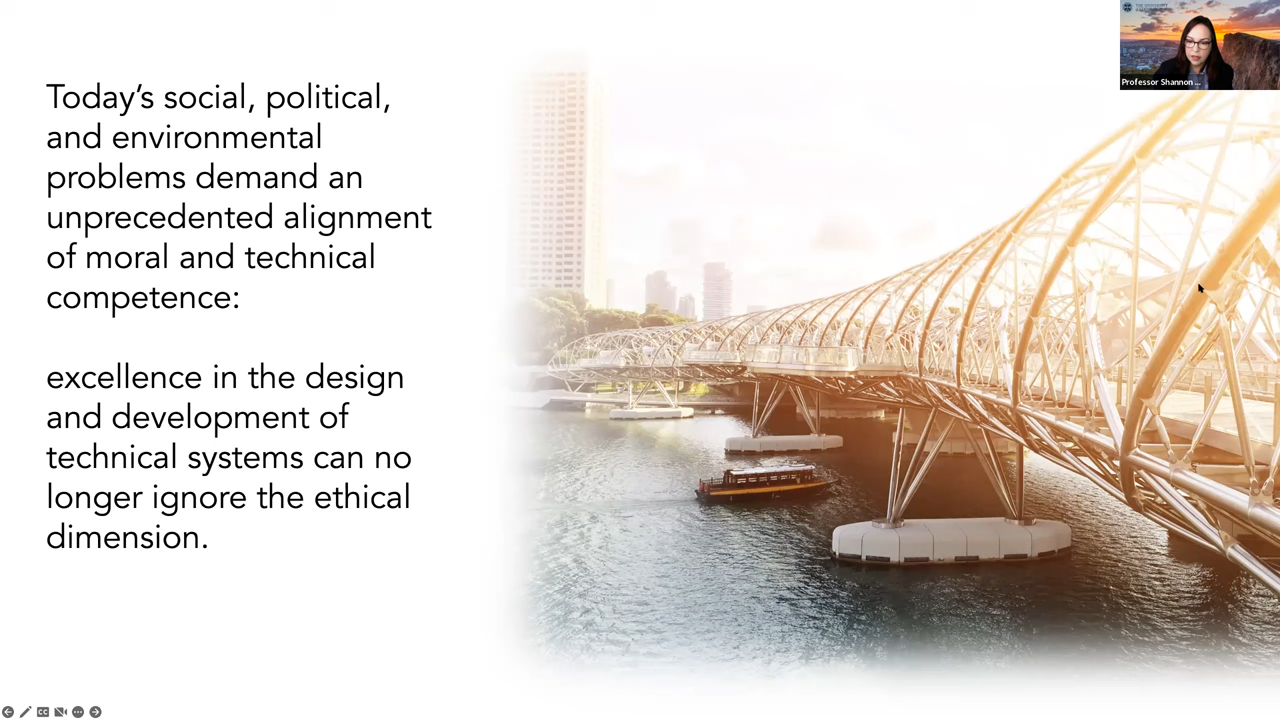 Today's social, political,
and environmental
problems demand an
unprecedented alignment
of moral and technical
competence:
excellence in the design
and development of
technical systems can no
longer ignore the ethical
dimension.
Professor Shannon ...